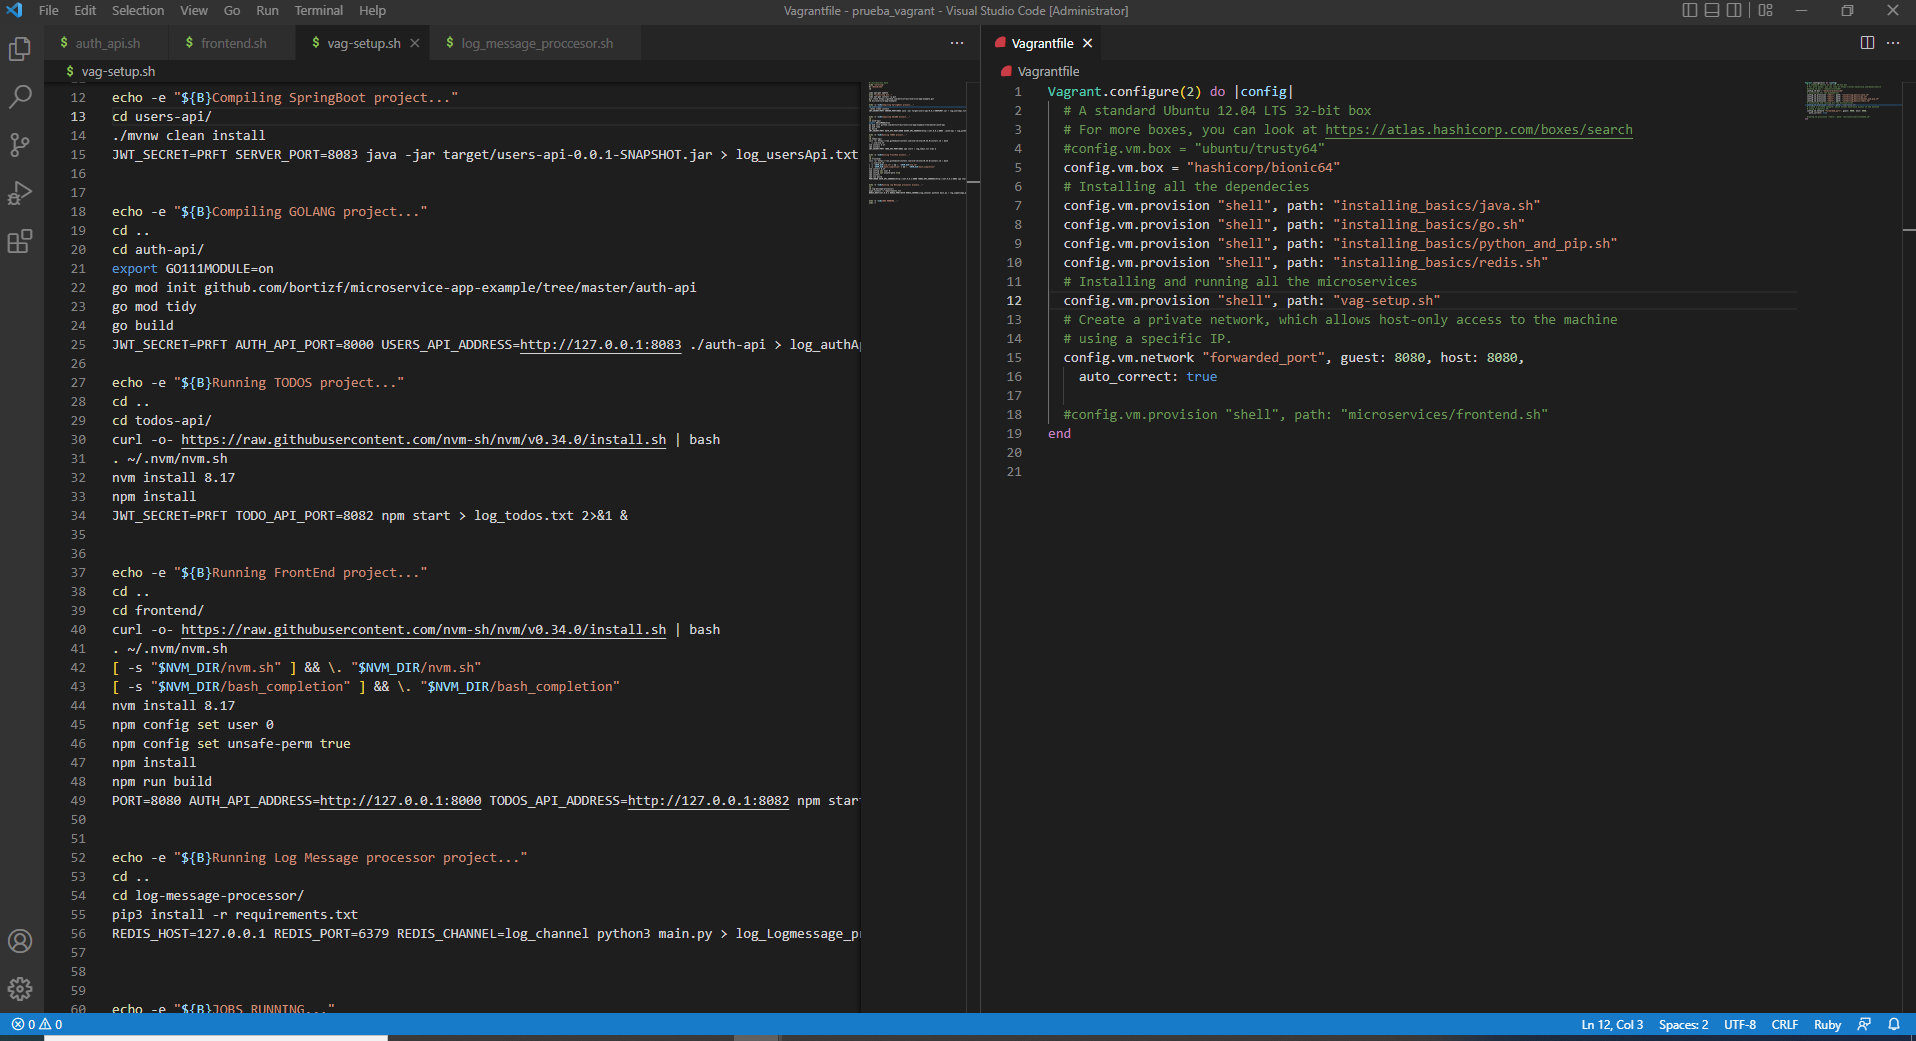 File Edit Selection View Go Run Terminal Help
Vagrantfile - prueba_vagrant - Visual Studio Code [Administrator]
$ auth_api.sh $ frontend.sh $ vag-setup.sh $ log_message_proccesor.sh
$ vag-setup.sh
12 echo -e "${B}Compiling SpringBoot project..."
13 cd users-api/
14 ./mvnw clean install
15 JWT_SECRET=PRFT SERVER_PORT=8083 java -jar target/users-api-0.0.1-SNAPSHOT.jar > log_usersApi.txt
16
17
18 echo -e "${B}Compiling GOLANG project..."
19 cd ..
20 cd auth-api/
21 export GO111MODULE=on
22 go mod init github.com/bortizf/microservice-app-example/tree/master/auth-api
23 go mod tidy
24 go build
25 JWT_SECRET=PRFT AUTH_API_PORT=8000 USERS_API_ADDRESS=http://127.0.0.1:8083 ./auth-api > log_authAp
26
27 echo -e "${B}Running TODOS project..."
28 cd ..
29 cd todos-api/
30 curl -o- https://raw.githubusercontent.com/nvm-sh/nvm/v0.34.0/install.sh | bash
31 . ~/.nvm/nvm.sh
32 nvm install 8.17
33 npm install
34 JWT_SECRET=PRFT TODO_API_PORT=8082 npm start > log_todos.txt 2>&1 &
35
36
37 echo -e "${B}Running FrontEnd project..."
38 cd ..
39 cd frontend/
40 curl -o- https://raw.githubusercontent.com/nvm-sh/nvm/v0.34.0/install.sh | bash
41 . ~/.nvm/nvm.sh
42 [ -s "$NVM_DIR/nvm.sh" ] && \. "$NVM_DIR/nvm.sh"
43 [ -s "$NVM_DIR/bash_completion" ] && \. "$NVM_DIR/bash_completion"
44 nvm install 8.17
45 npm config set user 0
46 npm config set unsafe-perm true
47 npm install
48 npm run build
49 PORT=8080 AUTH_API_ADDRESS=http://127.0.0.1:8000 TODOS_API_ADDRESS=http://127.0.0.1:8082 npm star
50
51
52 echo -e "${B}Running Log Message processor project..."
53 cd ..
54 cd log-message-processor/
55 pip3 install -r requirements.txt
56 REDIS_HOST=127.0.0.1 REDIS_PORT=6379 REDIS_CHANNEL=log_channel python3 main.py > log_Logmessage_pr
57
58
59
60 echo -e "${B}JOBS RUNNING..."
Vagrantfile
Vagrantfile
1 Vagrant.configure(2) do |config|
2 # A standard Ubuntu 12.04 LTS 32-bit box
3 # For more boxes, you can look at https://atlas.hashicorp.com/boxes/search
4 #config.vm.box = "ubuntu/trusty64"
5 config.vm.box = "hashicorp/bionic64"
6 # Installing all the dependecies
7 config.vm.provision "shell", path: "installing_basics/java.sh"
8 config.vm.provision "shell", path: "installing_basics/go.sh"
9 config.vm.provision "shell", path: "installing_basics/python_and_pip.sh"
10 config.vm.provision "shell", path: "installing_basics/redis.sh"
11 # Installing and running all the microservices
12 config.vm.provision "shell", path: "vag-setup.sh"
13 # Create a private network, which allows host-only access to the machine
14 # using a specific IP.
15 config.vm.network "forwarded_port", guest: 8080, host: 8080,
16 auto_correct: true
17
18 #config.vm.provision "shell", path: "microservices/frontend.sh"
19 end
20
21
0 0
Ln 12, Col 3 Spaces: 2 UTF-8 CRLF Ruby